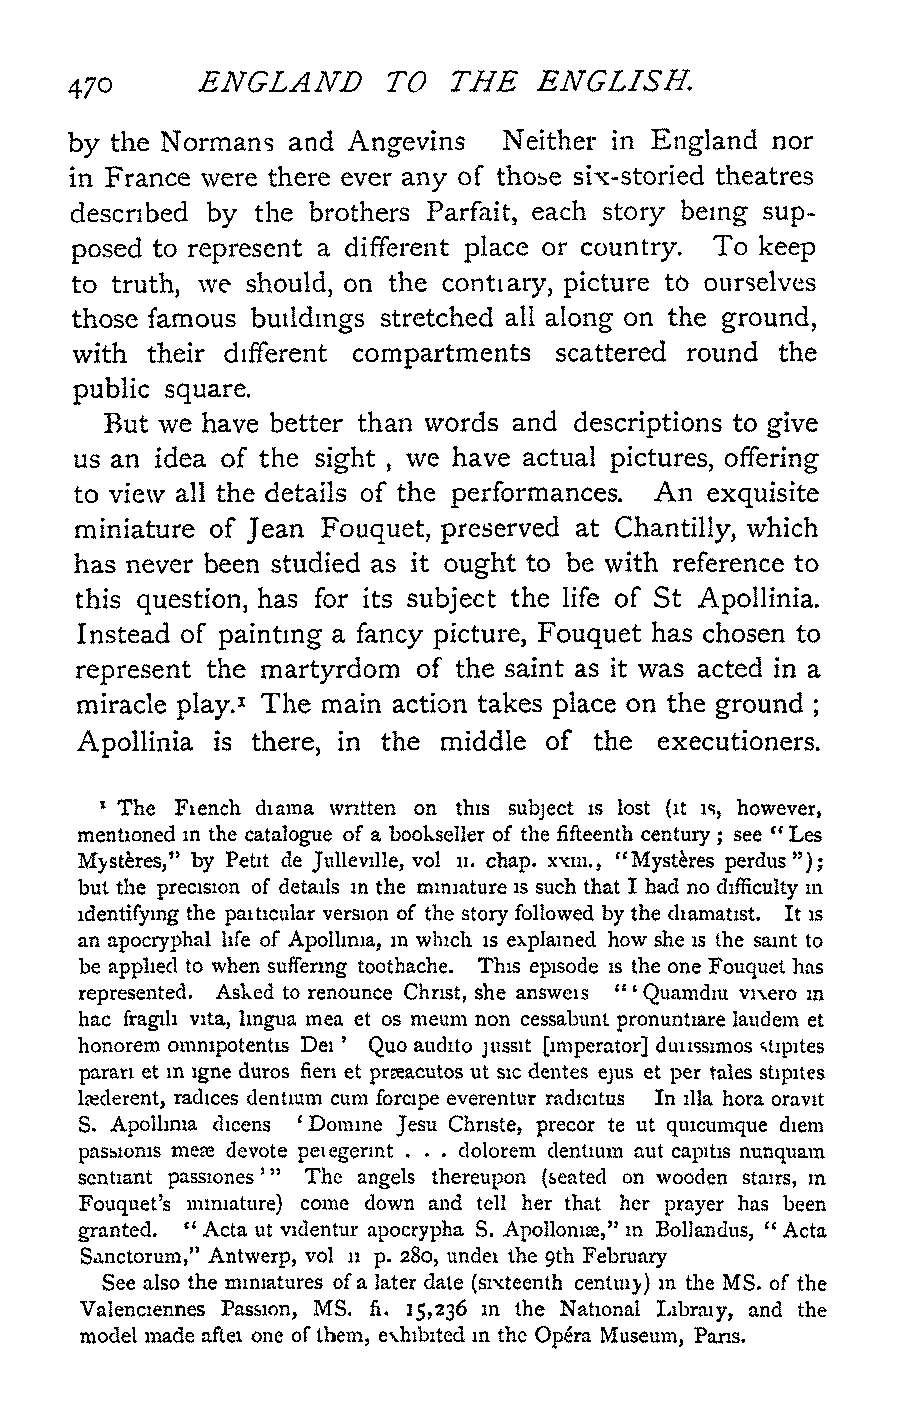 470 ENGLAND TO THE ENGLISH.
by the Normans and Angevins Neither in England nor
in France were there ever any of those six-storied theatres
described by the brothers Parfait, each story being sup-
posed to represent a different place or country. To keep
to truth, we should, on the contrary, picture to ourselves
those famous buildings stretched all along on the ground,
with their different compartments scattered round the
public square.
But we have better than words and descriptions to give
us an idea of the sight , we have actual pictures, offering
to view all the details of the performances. An exquisite
miniature of Jean Fouquet, preserved at Chantilly, which
has never been studied as it ought to be with reference to
this question, has for its subject the life of St Apollinia.
Instead of painting a fancy picture, Fouquet has chosen to
represent the martyrdom of the saint as it was acted in a
miracle play.¹ The main action takes place on the ground ;
Apollinia is there, in the middle of the executioners.
¹ The French drama written on this subject is lost (it is, however,
mentioned in the catalogue of a bookseller of the fifteenth century ; see “Les
Mystères,” by Petit de Julleville, vol ii. chap. xxiii., “Mystères perdus”);
but the precision of details in the miniature is such that I had no difficulty in
identifying the particular version of the story followed by the dramatist. It is
an apocryphal life of Apollinia, in which is explained how she is the saint to
be applied to when suffering toothache. This episode is the one Fouquet has
represented. Asked to renounce Christ, she answers “‘Quamdiu vixero in
hac fragili vita, lingua mea et os meum non cessabunt pronuntiare laudem et
honorem omnipotentis Dei’ Quo audito jussit [imperator] durissimos stipites
parari et in igne duros fieri et præacutos ut sic dentes ejus et per tales stipites
læderent, radices dentium cum forcipe everentur radicitus In illa hora oravit
S. Apollinia dicens ‘Domine Jesu Christe, precor te ut quicumque diem
passionis meæ devote peregerint . . . dolorem dentium aut capitis nunquam
sentiant passiones’” The angels thereupon (seated on wooden stairs, in
Fouquet’s miniature) come down and tell her that her prayer has been
granted. “Acta ut videntur apocrypha S. Apolloniæ,” in Bollandus, “Acta
Sanctorum,” Antwerp, vol ii p. 280, under the 9th February
See also the miniatures of a later date (sixteenth century) in the MS. of the
Valenciennes Passion, MS. fr. 15,236 in the National Library, and the
model made after one of them, exhibited in the Opéra Museum, Paris.